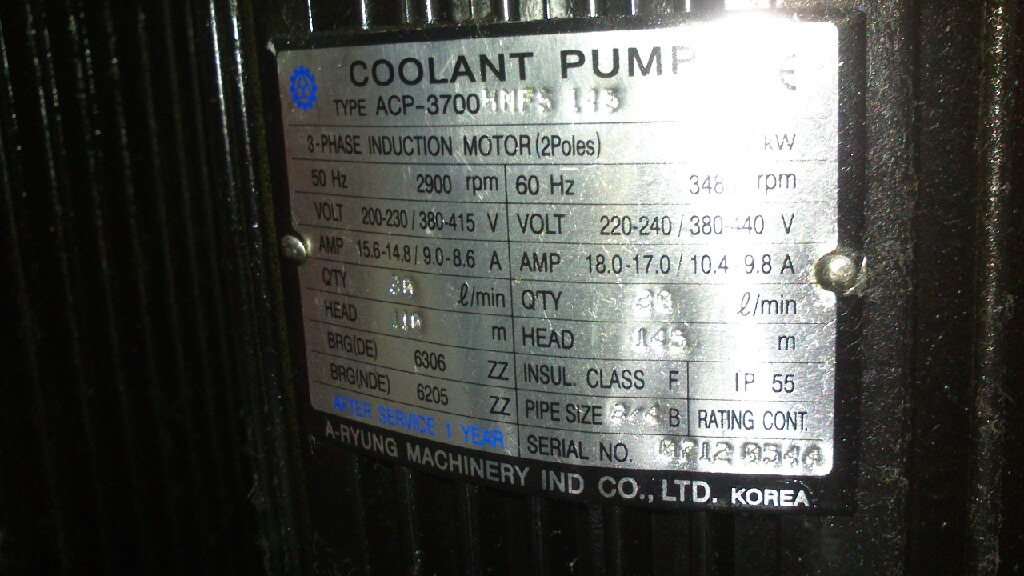 COOLANT PUMP
TYPE ACP-3700
3-PHASE INDUCTION MOTOR (2Poles) kW
50 Hz 2900 rpm 60 Hz rpm
VOLT 200-230 / 380-415 V VOLT 220-240 / 380-440 V
AMP 15.6-14.8 / 9.0-8.6 A AMP 18.0-17.0 / 10.4-9.8 A
Q'TY ℓ/min Q'TY ℓ/min
HEAD m HEAD 145 m
BRG(DE) 6306 ZZ INSUL. CLASS F IP 55
BRG(NDE) 6205 ZZ PIPE SIZE B RATING CONT.
AFTER SERVICE 1 YEAR SERIAL NO.
A-RYUNG MACHINERY IND CO., LTD. KOREA